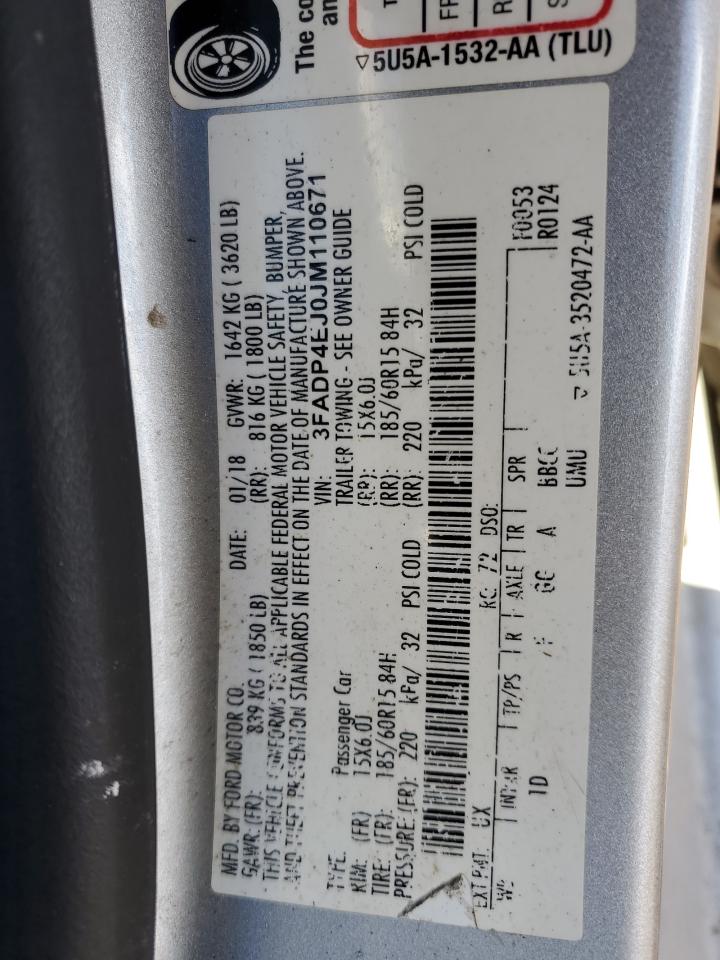 The co
an
T
FF
R
S
5U5A-1532-AA (TLU)
MFD. BY FORD MOTOR CO. DATE: 01/18 GVWR: 1642 KG ( 3620 LB)
GAWR:(FR): 839 KG ( 1850 LB) (RR): 816 KG ( 1800 LB)
THIS VEHICLE CONFORMS TO ALL APPLICABLE FEDERAL MOTOR VEHICLE SAFETY, BUMPER,
AND THEFT PREVENTION STANDARDS IN EFFECT ON THE DATE OF MANUFACTURE SHOWN ABOVE.
VIN: 3FADP4EJ0JM110671
TYPE: Passenger Car TRAILER TOWING - SEE OWNER GUIDE
RIM: (FR) 15X6.0J (RR): 15X6.0J
TIRE: (FR): 185/60R15 84H (RR): 185/60R15 84H
PRESSURE:(FR): 220 kPa/ 32 PSI COLD (RR): 220 kPa/ 32 PSI COLD
EXT PNT: UX RC: 72 DSO: F0053
R0124
INT TR TP/PS R AXLE TR SPR
1D GC A BBCC
UMU 5U5A-3520472-AA